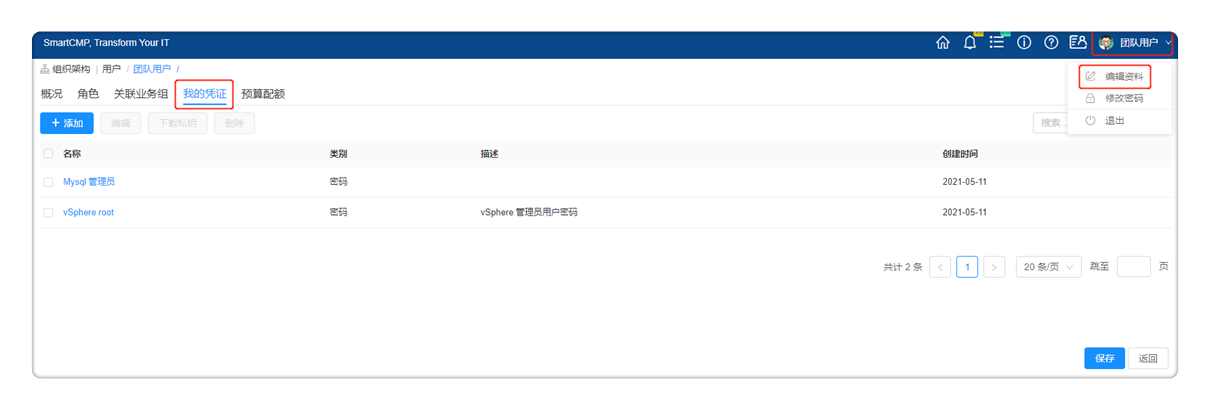 SmartCMP, Transform Your IT
团队用户
组织架构 | 用户 / 团队用户 /
编辑资料
概况 角色 关联业务组 我的凭证 预算配额
修改密码
+ 添加 编辑 下载私钥 删除 搜索...
退出
名称 类别 描述 创建时间
Mysql 管理员 密码 2021-05-11
vSphere root 密码 vSphere 管理员用户密码 2021-05-11
共计 2 条 < 1 > 20 条/页 跳至 页
保存 返回